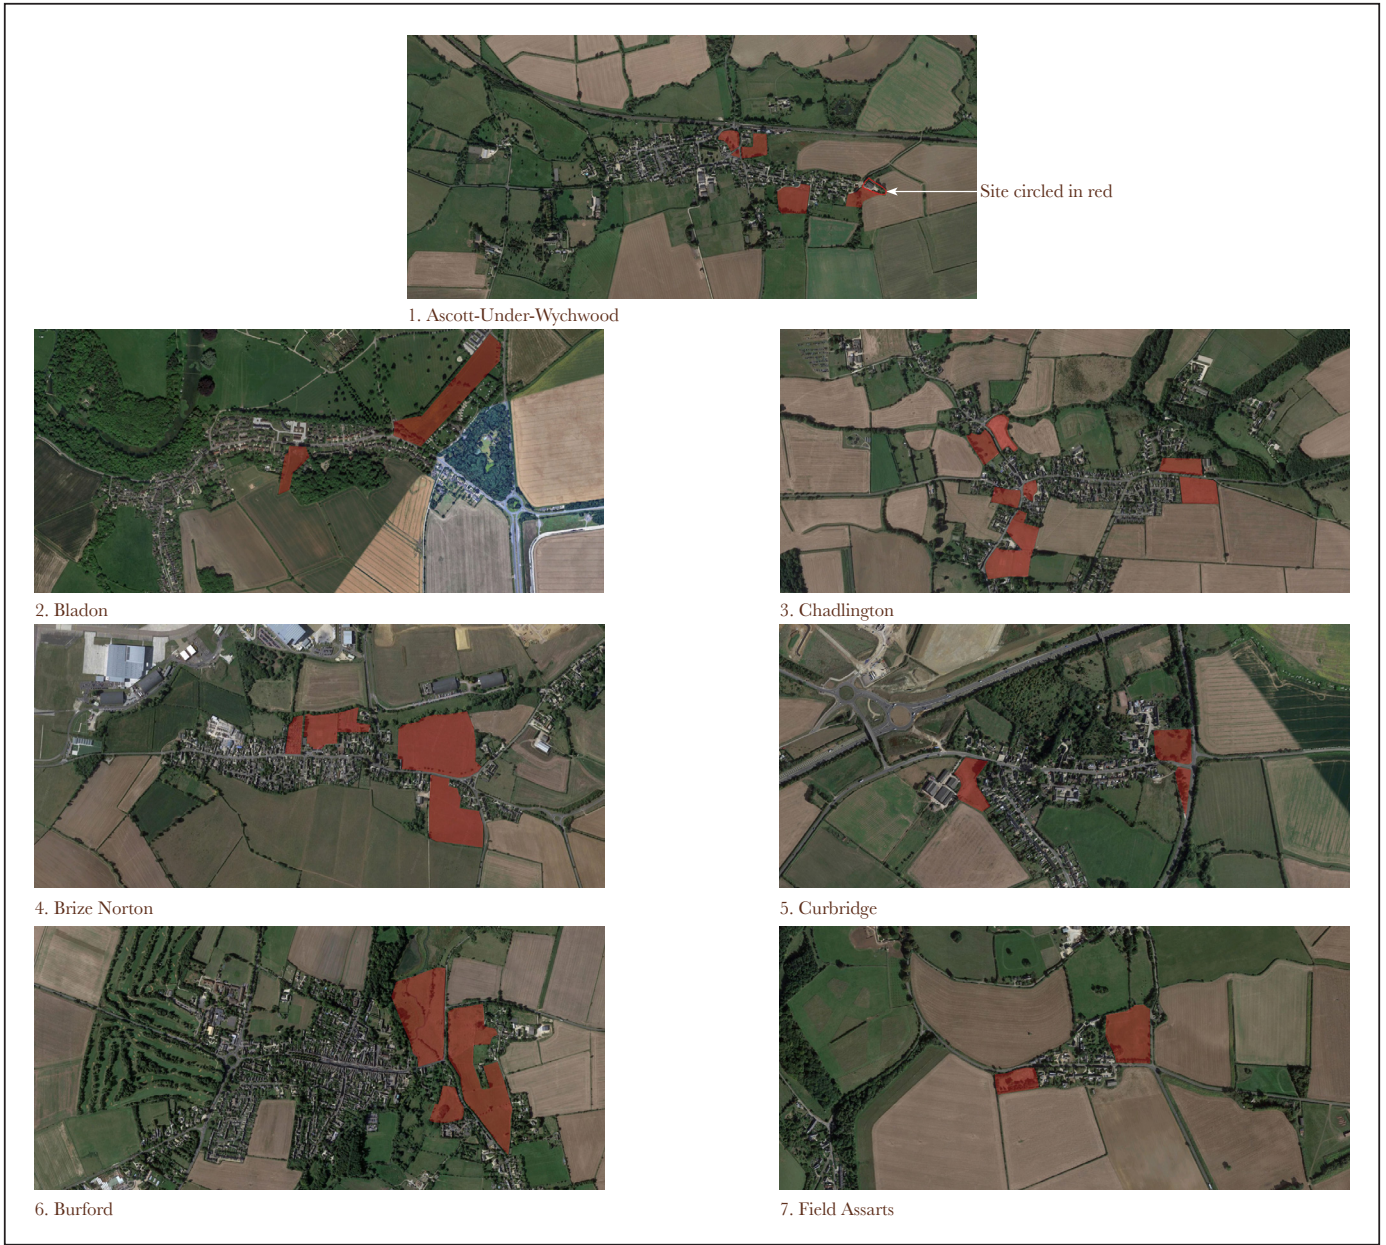 Site circled in red
1. Ascott-Under-Wychwood
2. Bladon
3. Chadlington
4. Brize Norton
5. Curbridge
6. Burford
7. Field Assarts